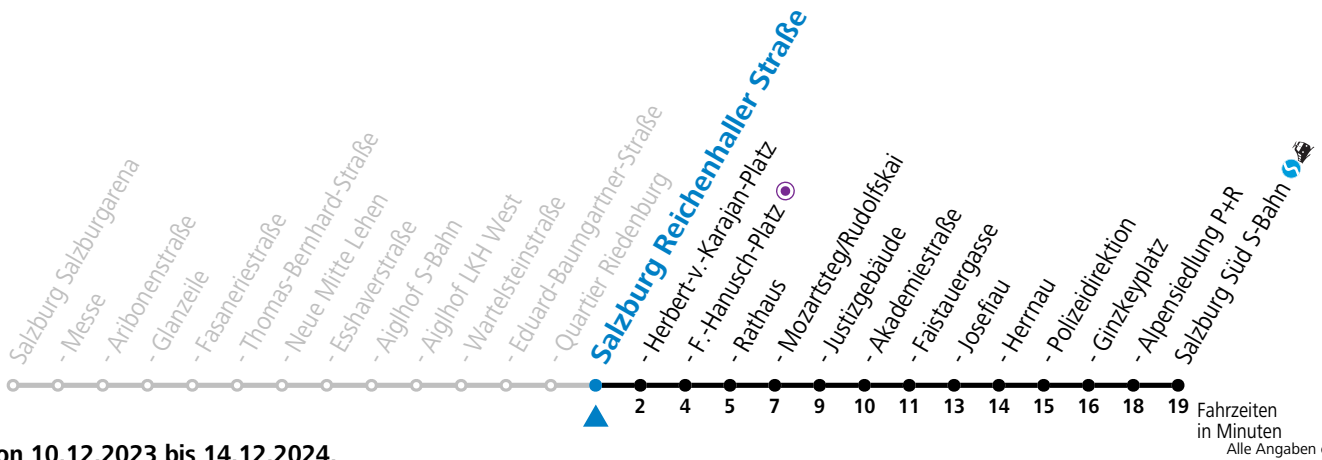 Salzburg Salzburgarena
- Messe
- Aribonenstraße
- Glanzeile
- Fasaneriestraße
- Thomas-Bernhard-Straße
- Neue Mitte Lehen
- Esshaverstraße
- Aiglhof S-Bahn
- Aiglhof LKH West
- Wartelsteinstraße
- Eduard-Baumgartner-Straße
- Quartier Riedenburg
Salzburg Reichenhaller Straße
- Herbert-v.-Karajan-Platz
- F.-Hanusch-Platz
- Rathaus
- Mozartsteg/Rudolfskai
- Justizgebäude
- Akademiestraße
- Faistauergasse
- Josefiau
- Herrnau
- Polizeidirektion
- Ginzkeyplatz
- Alpensiedlung P+R
Salzburg Süd S-Bahn
2 4 5 7 9 10 11 13 14 15 16 18 19
Fahrzeiten
in Minuten
Alle Angaben
on 10.12.2023 bis 14.12.2024.